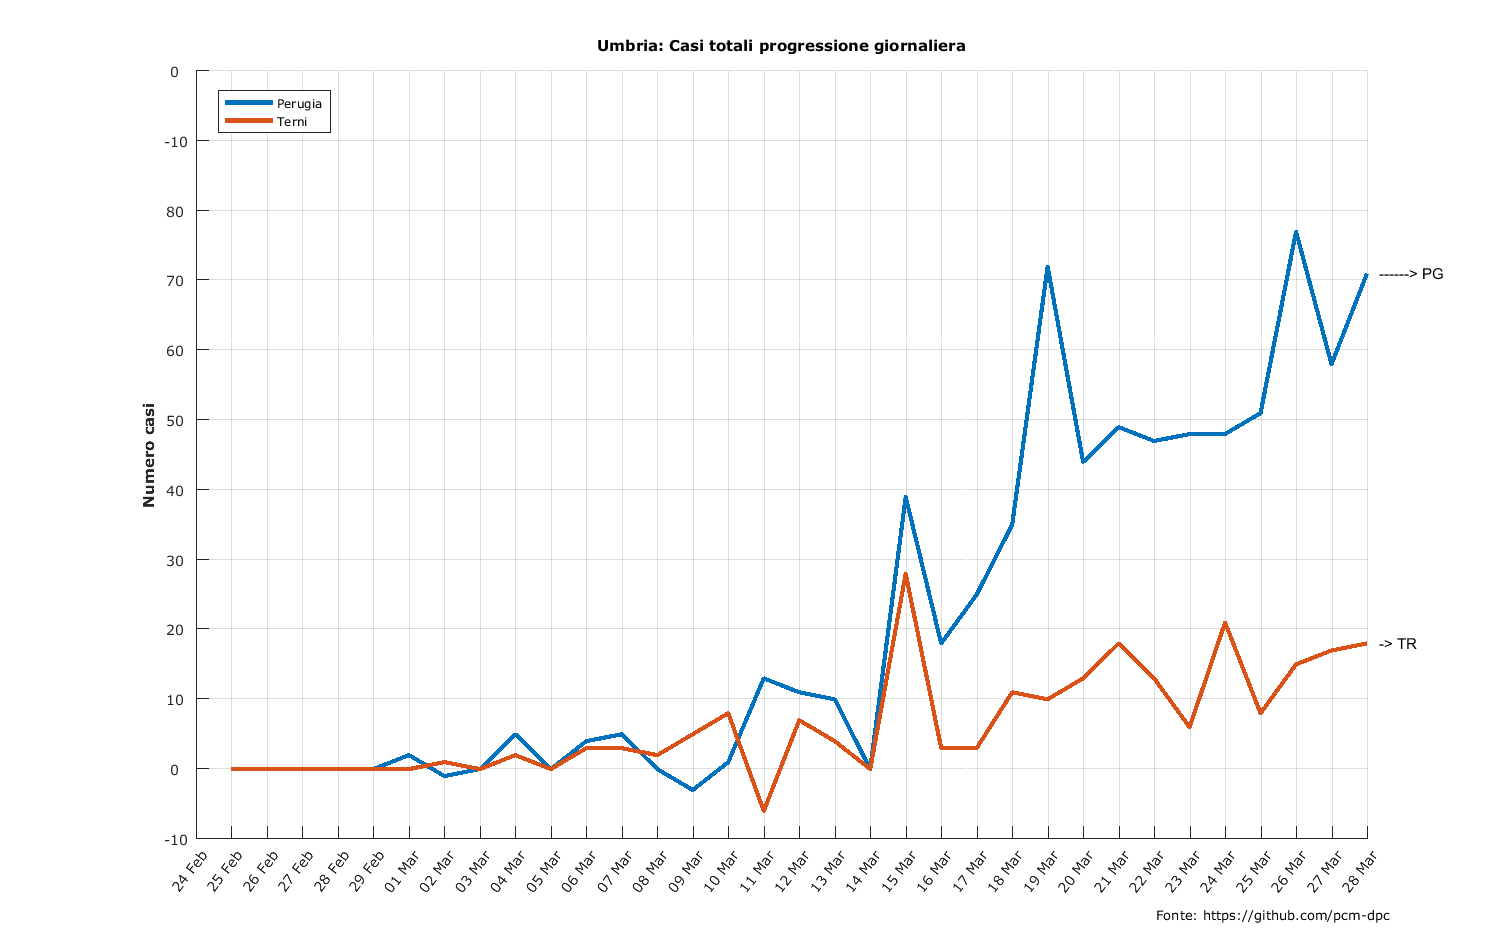 Umbria: Casi totali progressione giornaliera
0
-10
80
70
60
50
40
30
20
10
0
-10
Numero casi
Perugia
Terni
------> PG
-> TR
24 Feb
25 Feb
26 Feb
27 Feb
28 Feb
29 Feb
01 Mar
02 Mar
03 Mar
04 Mar
05 Mar
06 Mar
07 Mar
08 Mar
09 Mar
10 Mar
11 Mar
12 Mar
13 Mar
14 Mar
15 Mar
16 Mar
17 Mar
18 Mar
19 Mar
20 Mar
21 Mar
22 Mar
23 Mar
24 Mar
25 Mar
26 Mar
27 Mar
28 Mar
Fonte: https://github.com/pcm-dpc